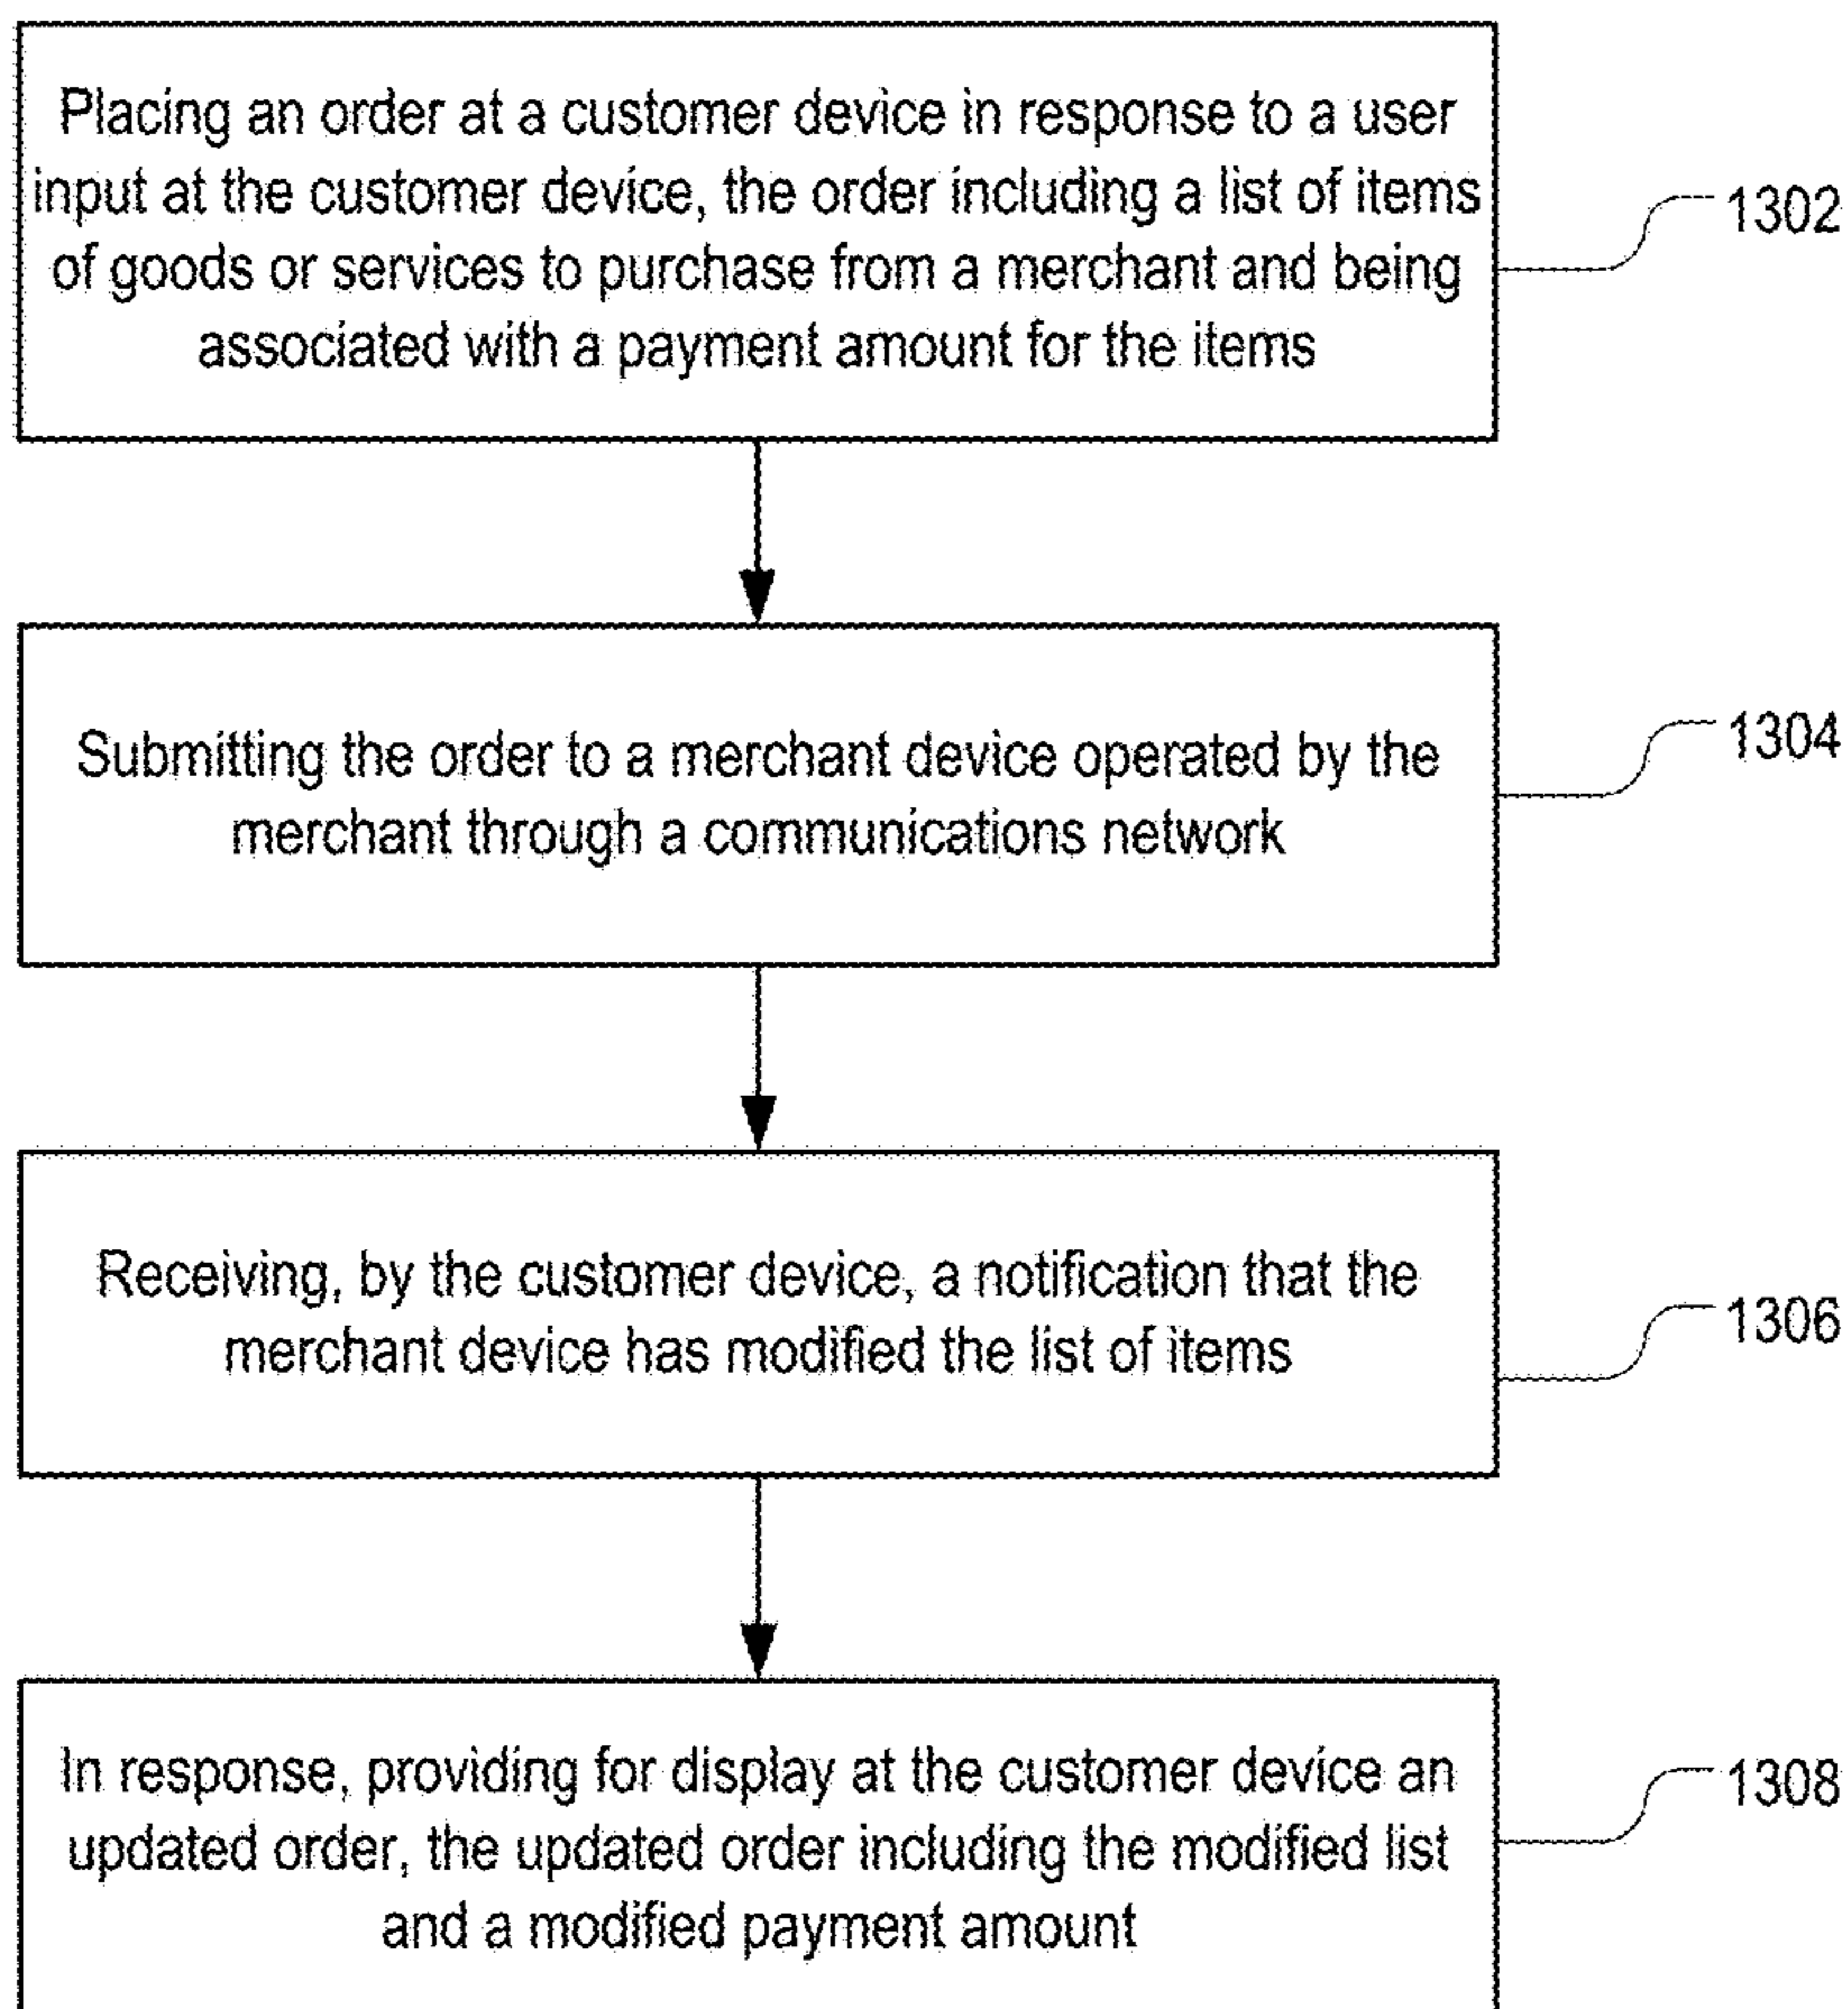 Placing an order at a customer device in response to a user
input at the customer device, the order including a list of items
of goods or services to purchase from a merchant and being
associated with a payment amount for the items
1302
Submitting the order to a merchant device operated by the
merchant through a communications network
1304
Receiving, by the customer device, a notification that the
merchant device has modified the list of items
1306
In response, providing for display at the customer device an
updated order, the updated order including the modified list
and a modified payment amount
1308